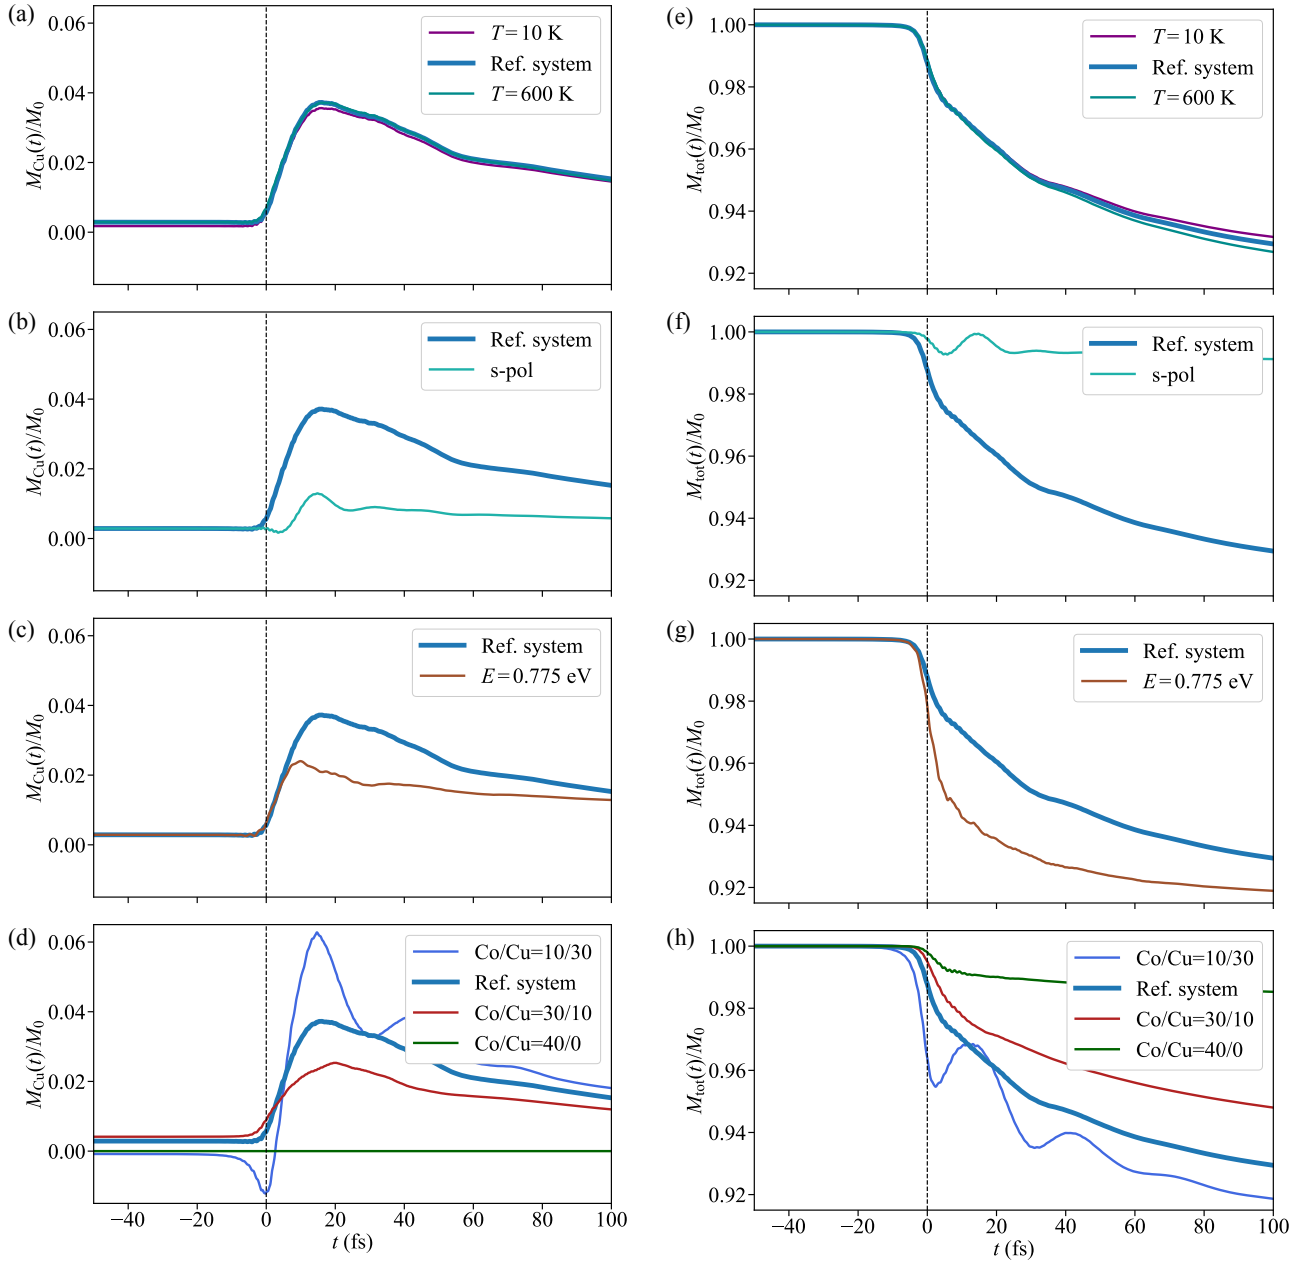 (a)
0.06
0.04
0.02
0.00
M_Cu(t)/M_0
T = 10 K
Ref. system
T = 600 K
(b)
0.06
0.04
0.02
0.00
M_Cu(t)/M_0
Ref. system
s-pol
(c)
0.06
0.04
0.02
0.00
M_Cu(t)/M_0
Ref. system
E = 0.775 eV
(d)
0.06
0.04
0.02
0.00
M_Cu(t)/M_0
Co/Cu=10/30
Ref. system
Co/Cu=30/10
Co/Cu=40/0
−40 −20 0 20 40 60 80 100
t (fs)
(e)
1.00
0.98
0.96
0.94
0.92
M_tot(t)/M_0
T = 10 K
Ref. system
T = 600 K
(f)
1.00
0.98
0.96
0.94
0.92
M_tot(t)/M_0
Ref. system
s-pol
(g)
1.00
0.98
0.96
0.94
0.92
M_tot(t)/M_0
Ref. system
E = 0.775 eV
(h)
1.00
0.98
0.96
0.94
0.92
M_tot(t)/M_0
Co/Cu=10/30
Ref. system
Co/Cu=30/10
Co/Cu=40/0
−40 −20 0 20 40 60 80 100
t (fs)